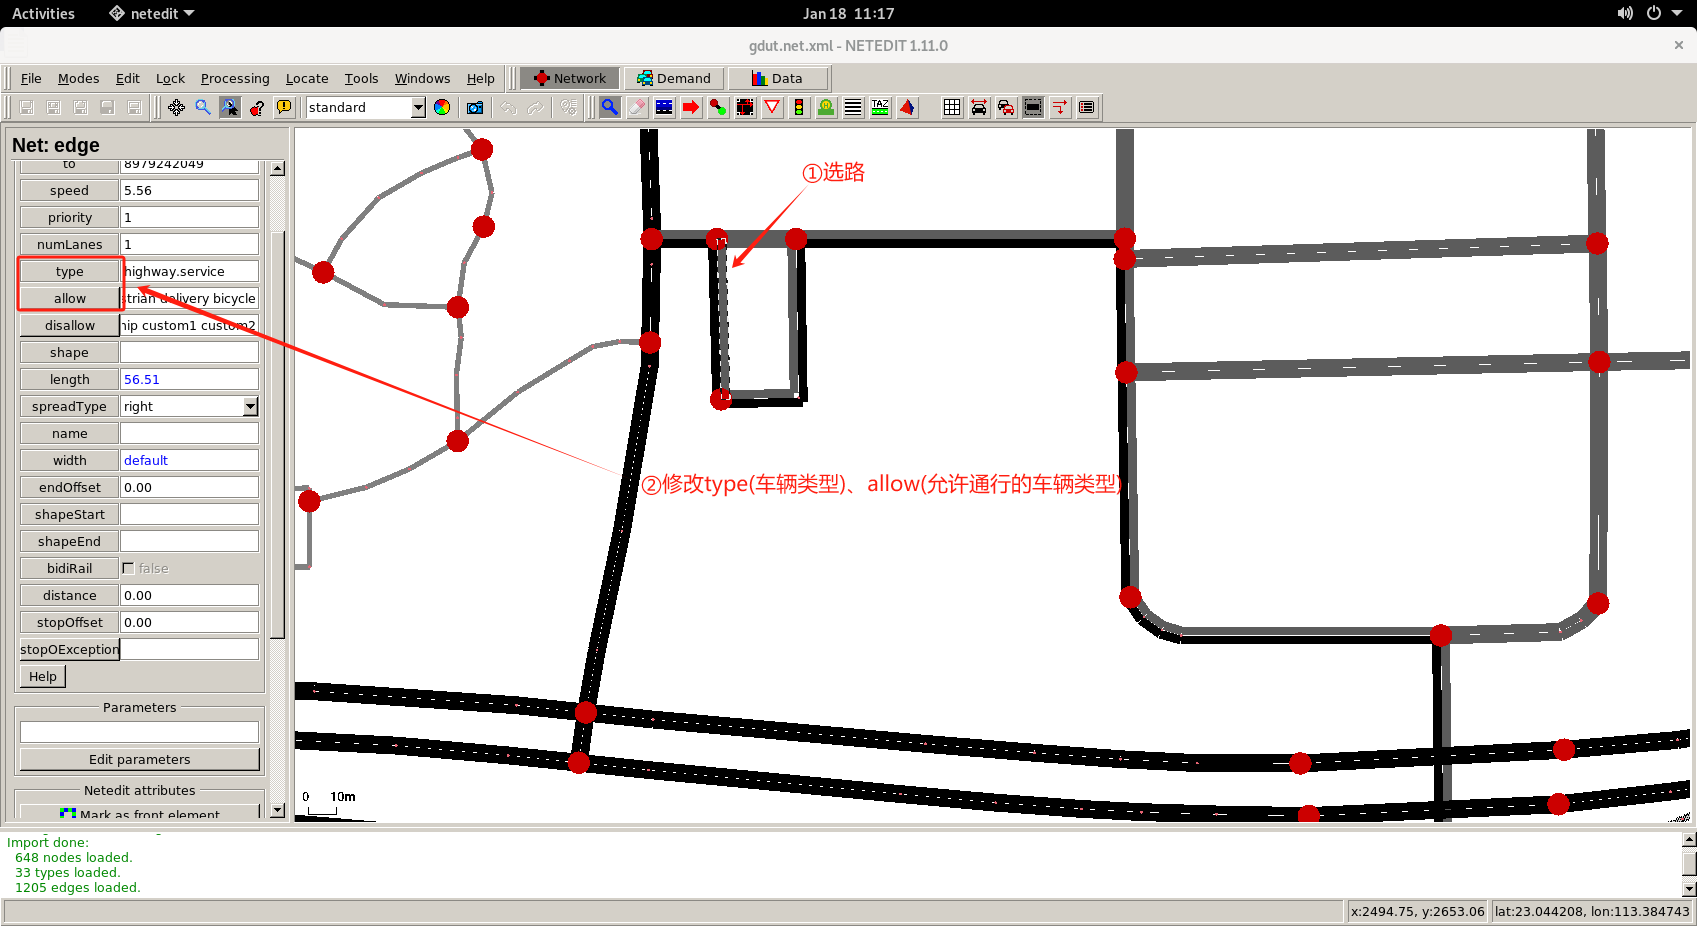 Activities netedit Jan 18 11:17
gdut.net.xml - NETEDIT 1.11.0
File Modes Edit Lock Processing Locate Tools Windows Help Network Demand Data
standard TAZ
Net: edge
to 8979242049
speed 5.56
priority 1
numLanes 1
type highway.service
allow strian delivery bicycle
disallow hip custom1 custom2
shape
length 56.51
spreadType right
name
width default
endOffset 0.00
shapeStart
shapeEnd
bidiRail false
distance 0.00
stopOffset 0.00
stopOException
Help
Parameters
Edit parameters
Netedit attributes
Mark as front element
①选路
②修改type(车辆类型)、allow(允许通行的车辆类型)
0 10m
Import done:
648 nodes loaded.
33 types loaded.
1205 edges loaded.
x:2494.75, y:2653.06 lat:23.044208, lon:113.384743